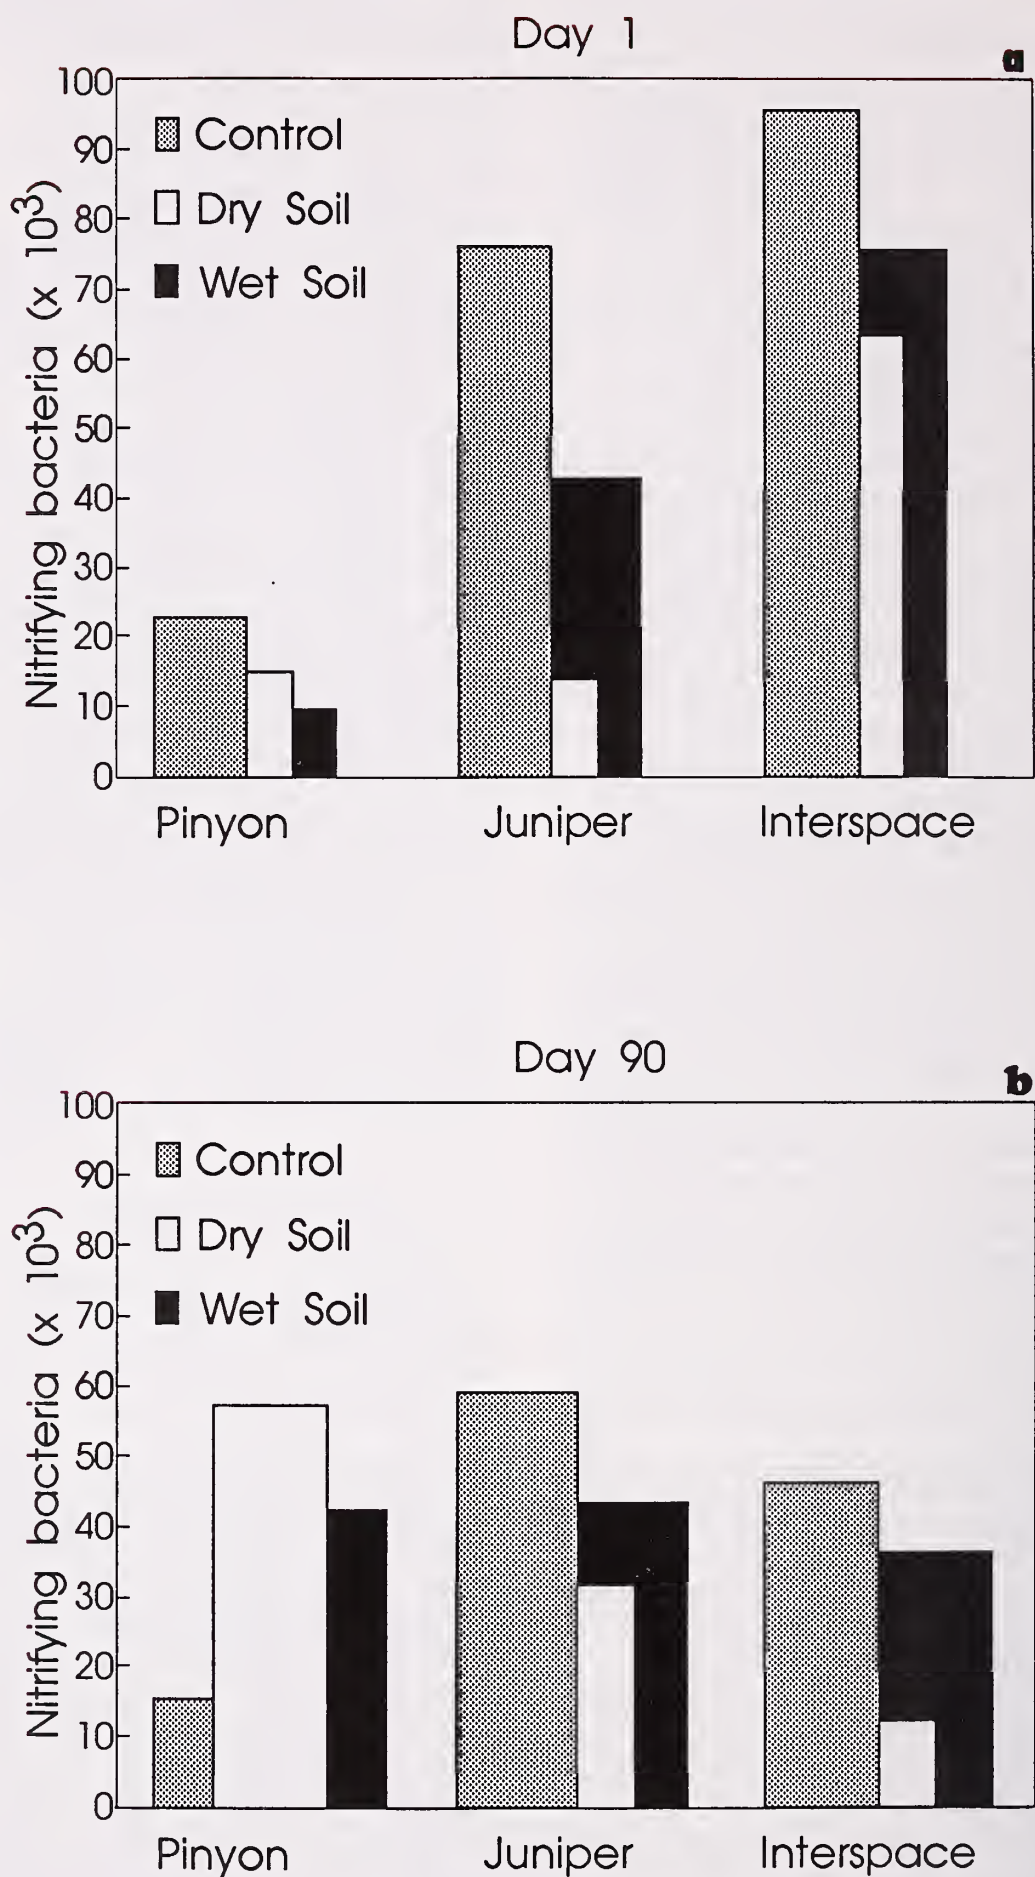 Day 1
a
Nitrifying bacteria (x 10³)
100
90
80
70
60
50
40
30
20
10
0
Control
Dry Soil
Wet Soil
Pinyon Juniper Interspace
Day 90
b
Nitrifying bacteria (x 10³)
100
90
80
70
60
50
40
30
20
10
0
Control
Dry Soil
Wet Soil
Pinyon Juniper Interspace